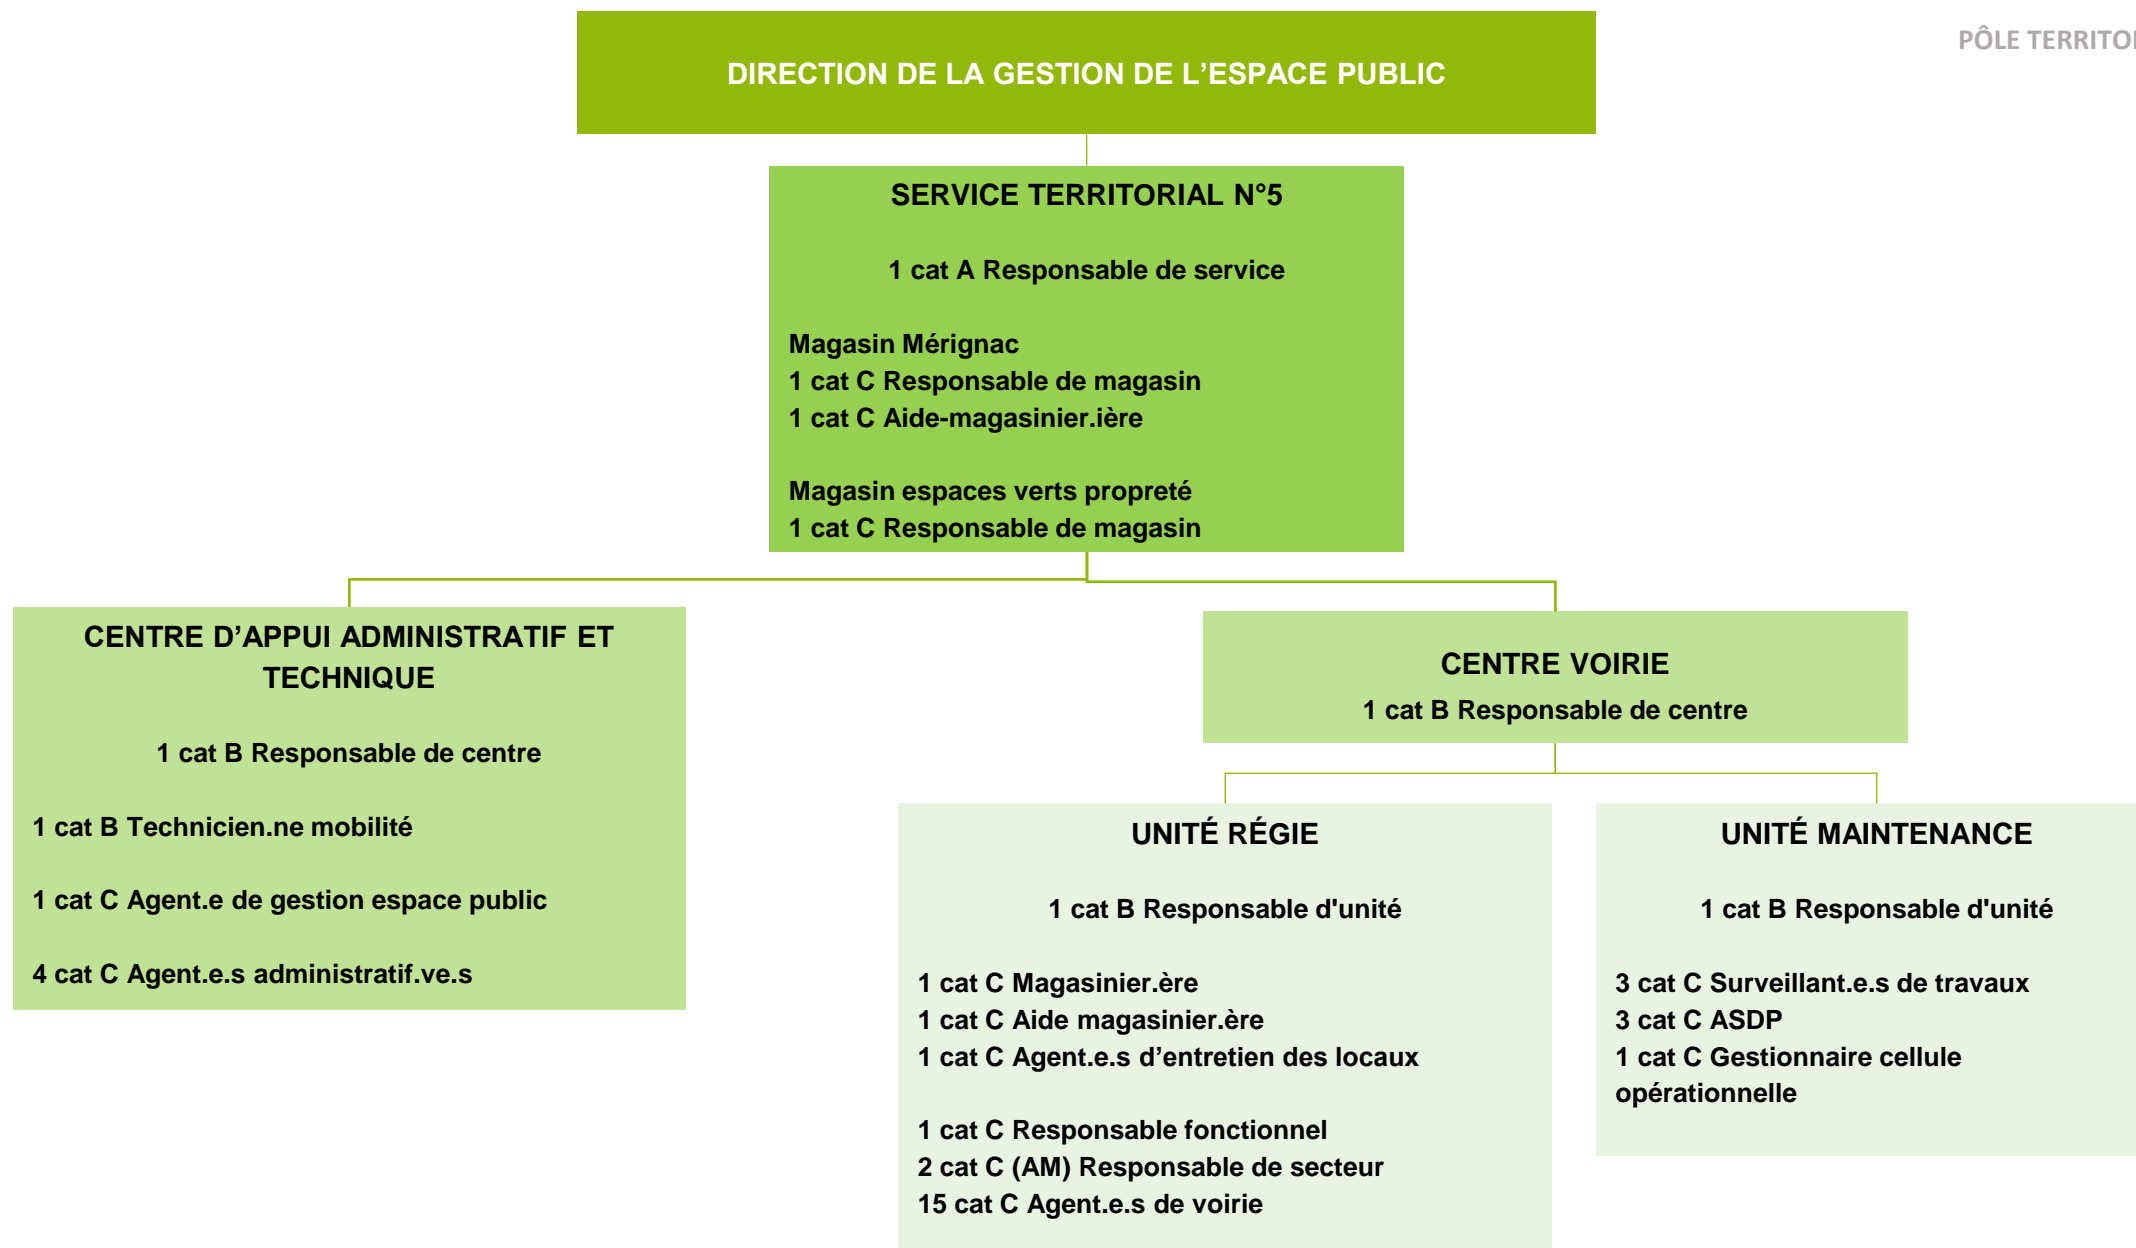 PÔLE
DIRECTION DE LA GESTION DE L’ESPACE PUBLIC
SERVICE TERRITORIAL N°5
1 cat A Responsable de service
Magasin Mérignac
1 cat C Responsable de magasin
1 cat C Aide-magasinier.ière
Magasin espaces verts propreté
1 cat C Responsable de magasin
CENTRE D’APPUI ADMINISTRATIF ET
TECHNIQUE
1 cat B Responsable de centre
1 cat B Technicien.ne mobilité
1 cat C Agent.e de gestion espace public
4 cat C Agent.e.s administratif.ve.s
CENTRE VOIRIE
1 cat B Responsable de centre
UNITÉ RÉGIE
1 cat B Responsable d'unité
1 cat C Magasinier.ère
1 cat C Aide magasinier.ère
1 cat C Agent.e.s d’entretien des locaux
1 cat C Responsable fonctionnel
2 cat C (AM) Responsable de secteur
15 cat C Agent.e.s de voirie
UNITÉ MAINTENANCE
1 cat B Responsable d'unité
3 cat C Surveillant.e.s de travaux
3 cat C ASDP
1 cat C Gestionnaire cellule
opérationnelle